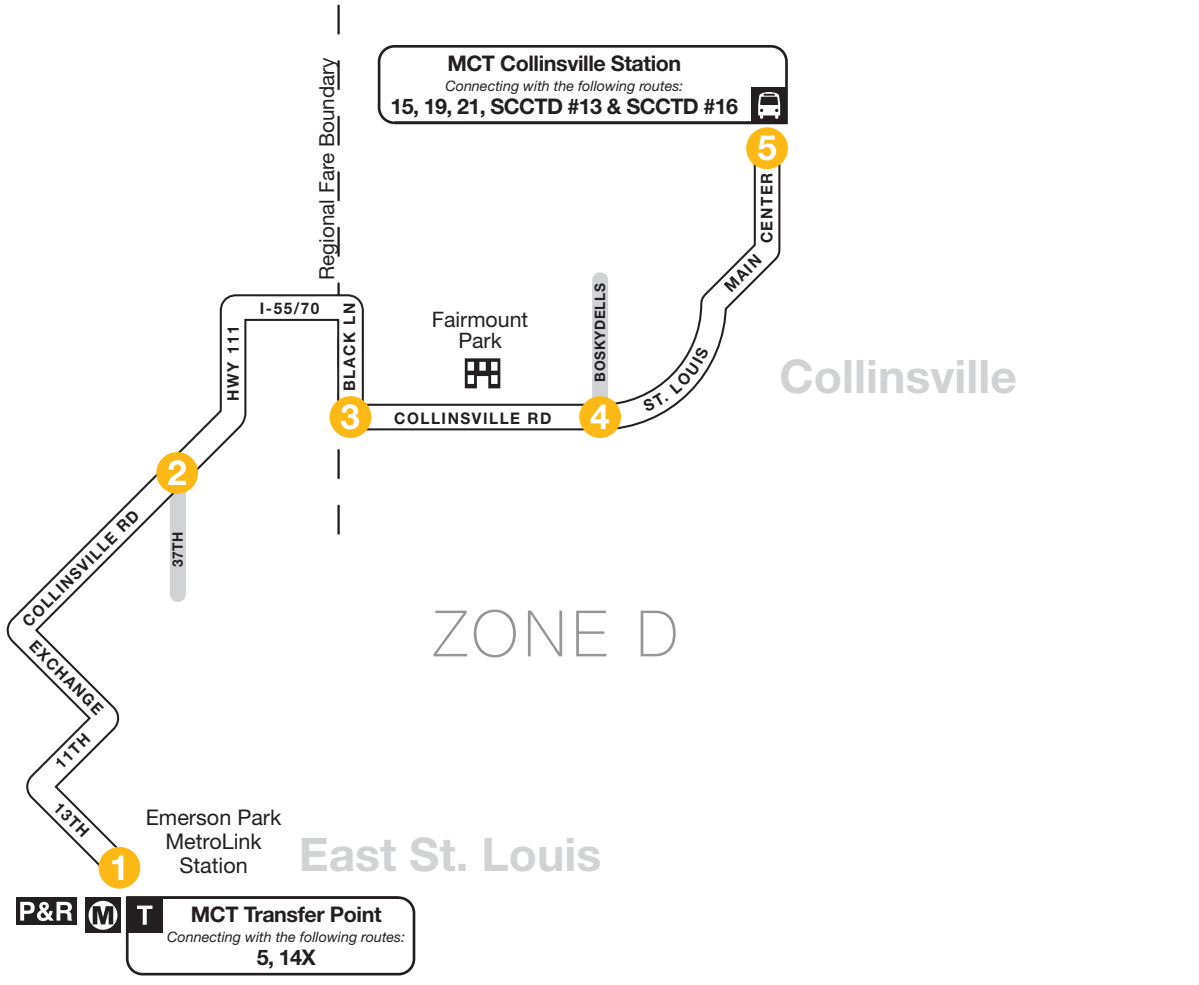 MCT Collinsville Station
Connecting with the following routes:
15, 19, 21, SCCTD #13 & SCCTD #16
Regional Fare Boundary
5
CENTER
MAIN
I-55/70
HWY 111
BLACK LN
Fairmount
Park
BOSKYDELLS
ST. LOUIS
Collinsville
3
COLLINSVILLE RD
4
2
37TH
COLLINSVILLE RD
ZONE D
EXCHANGE
11TH
13TH
Emerson Park
MetroLink
Station
East St. Louis
1
P&R
M
T
MCT Transfer Point
Connecting with the following routes:
5, 14X